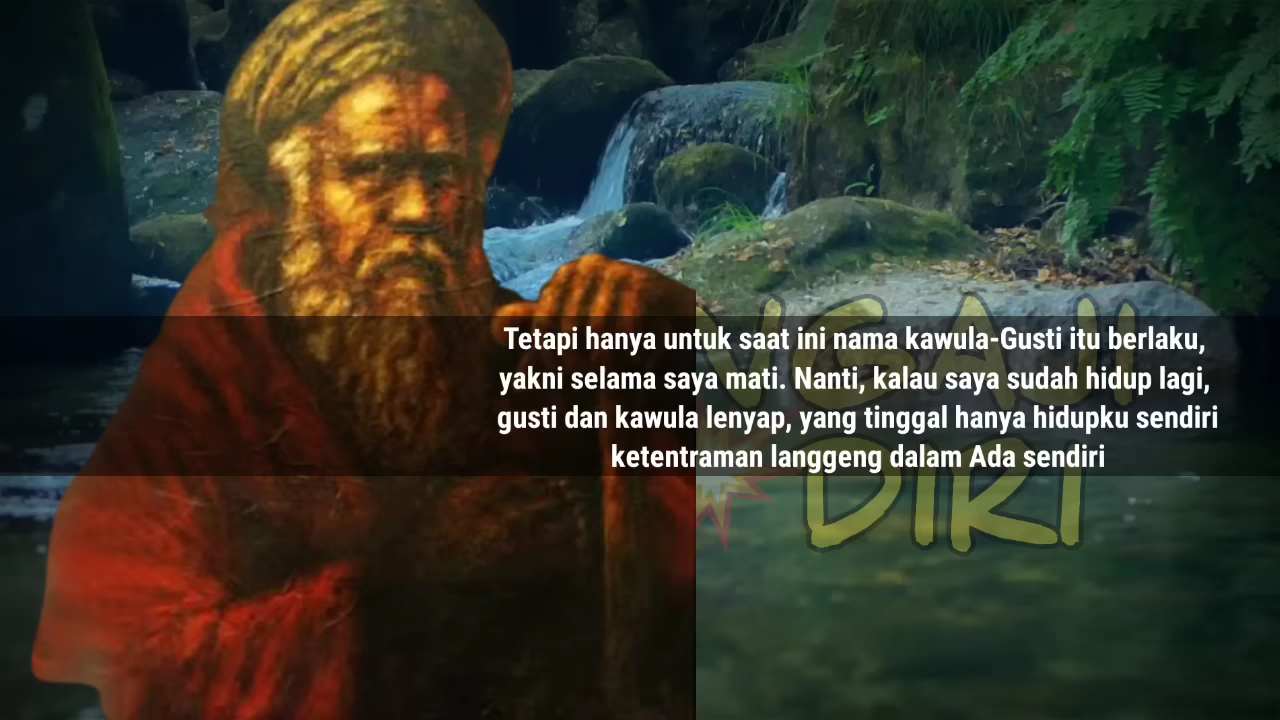 NGAJI
DIRI
Tetapi hanya untuk saat ini nama kawula-Gusti itu berlaku,
yakni selama saya mati. Nanti, kalau saya sudah hidup lagi,
gusti dan kawula lenyap, yang tinggal hanya hidupku sendiri
ketentraman langgeng dalam Ada sendiri